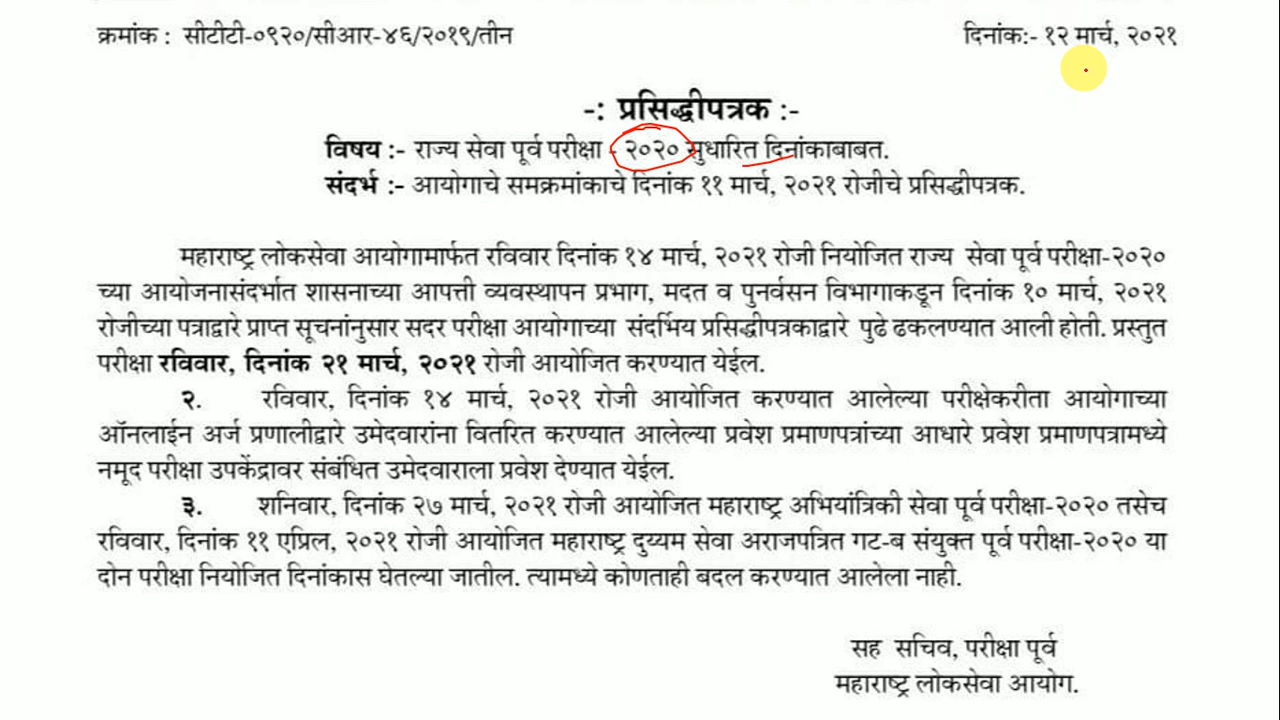 क्रमांक : सीटीटी-०९२०/सीआर-४६/२०१९/तीन
दिनांक:- १२ मार्च, २०२१
-: प्रसिद्धीपत्रक :-
विषय :- राज्य सेवा पूर्व परीक्षा - २०२० सुधारित दिनांकाबाबत.
संदर्भ :- आयोगाचे समक्रमांकाचे दिनांक ११ मार्च, २०२१ रोजीचे प्रसिद्धीपत्रक.
महाराष्ट्र लोकसेवा आयोगामार्फत रविवार दिनांक १४ मार्च, २०२१ रोजी नियोजित राज्य सेवा पूर्व परीक्षा-२०२०
च्या आयोजनासंदर्भात शासनाच्या आपत्ती व्यवस्थापन प्रभाग, मदत व पुनर्वसन विभागाकडून दिनांक १० मार्च, २०२१
रोजीच्या पत्राद्वारे प्राप्त सूचनांनुसार सदर परीक्षा आयोगाच्या संदर्भिय प्रसिद्धीपत्रकाद्वारे पुढे ढकलण्यात आली होती. प्रस्तुत
परीक्षा रविवार, दिनांक २१ मार्च, २०२१ रोजी आयोजित करण्यात येईल.
२. रविवार, दिनांक १४ मार्च, २०२१ रोजी आयोजित करण्यात आलेल्या परीक्षेकरीता आयोगाच्या
ऑनलाईन अर्ज प्रणालीद्वारे उमेदवारांना वितरित करण्यात आलेल्या प्रवेश प्रमाणपत्रांच्या आधारे प्रवेश प्रमाणपत्रामध्ये
नमूद परीक्षा उपकेंद्रावर संबंधित उमेदवाराला प्रवेश देण्यात येईल.
३. शनिवार, दिनांक २७ मार्च, २०२१ रोजी आयोजित महाराष्ट्र अभियांत्रिकी सेवा पूर्व परीक्षा-२०२० तसेच
रविवार, दिनांक ११ एप्रिल, २०२१ रोजी आयोजित महाराष्ट्र दुय्यम सेवा अराजपत्रित गट-ब संयुक्त पूर्व परीक्षा-२०२० या
दोन परीक्षा नियोजित दिनांकास घेतल्या जातील. त्यामध्ये कोणताही बदल करण्यात आलेला नाही.
सह सचिव, परीक्षा पूर्व
महाराष्ट्र लोकसेवा आयोग.